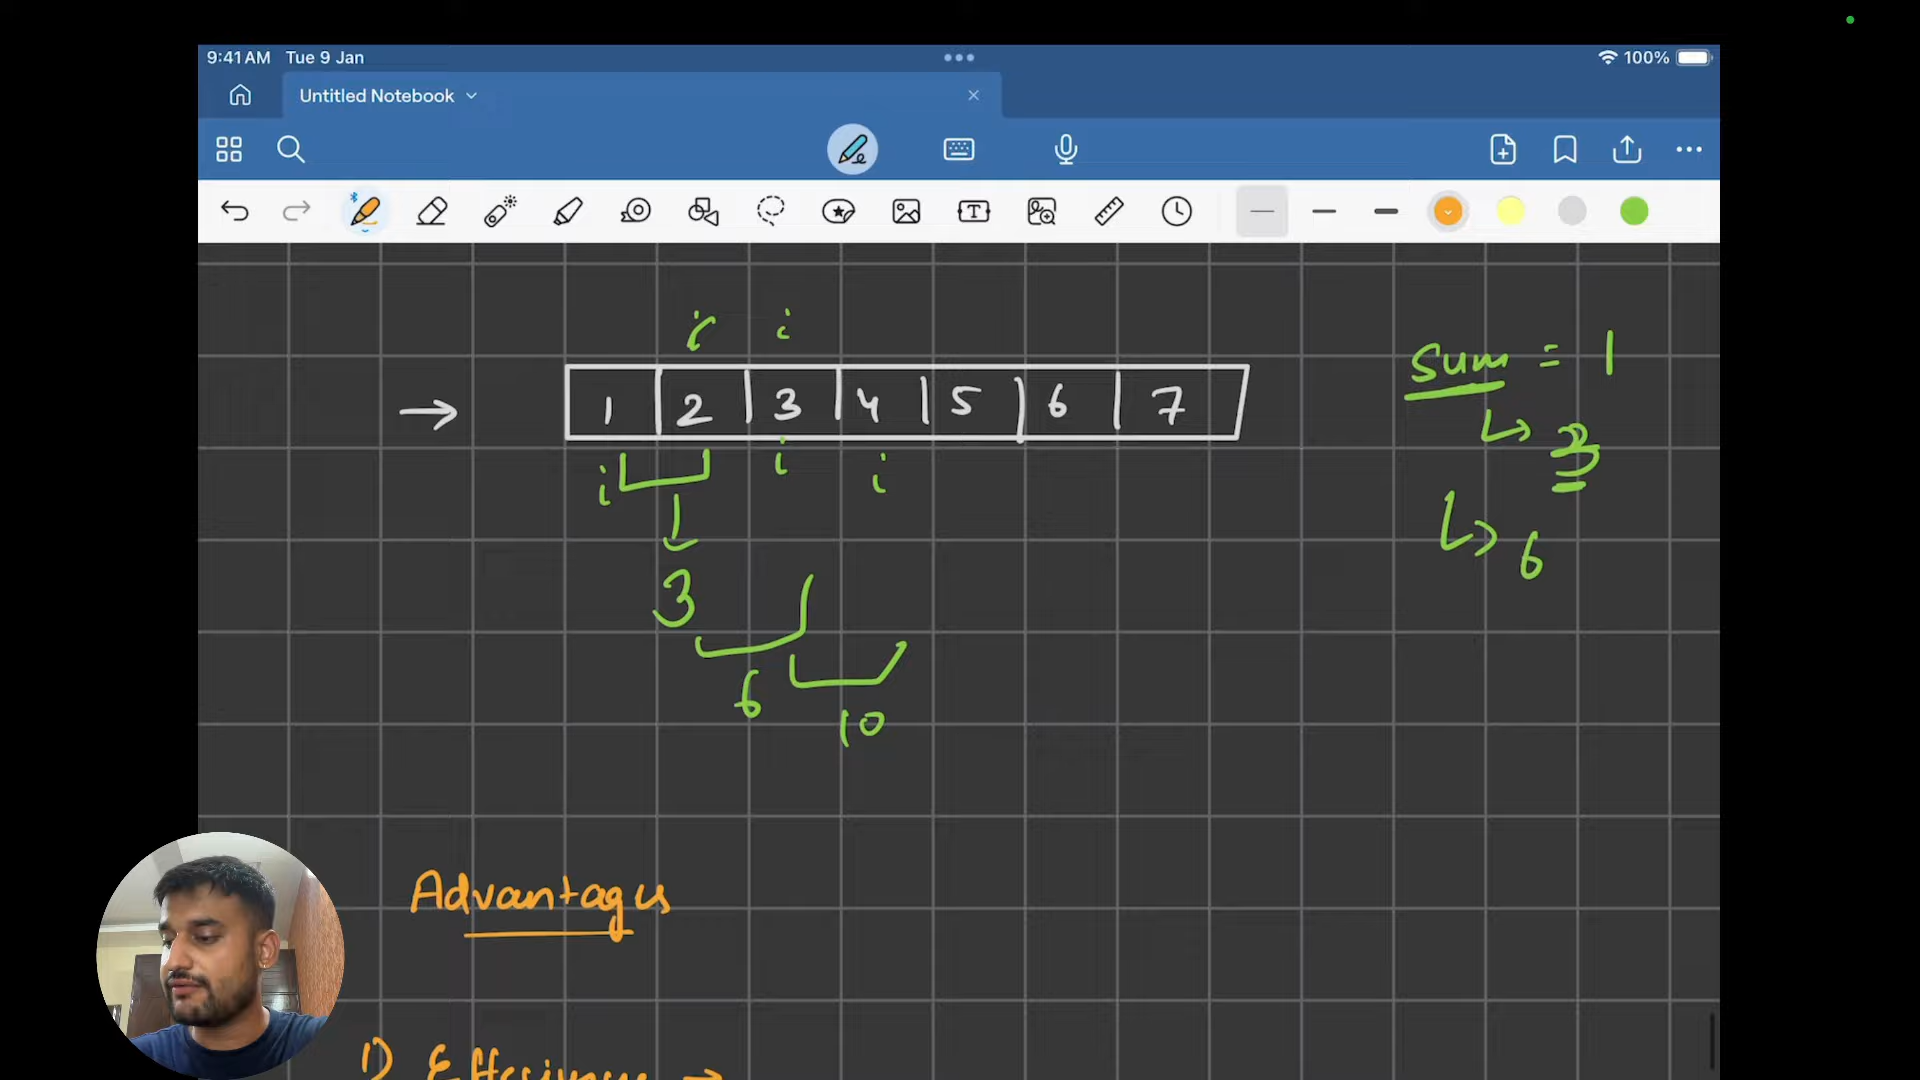 9:41 AM Tue 9 Jan
100%
Untitled Notebook
i i
1 2 3 4 5 6 7
i i i
3
6
10
sum = 1
3
6
Advantages
1)